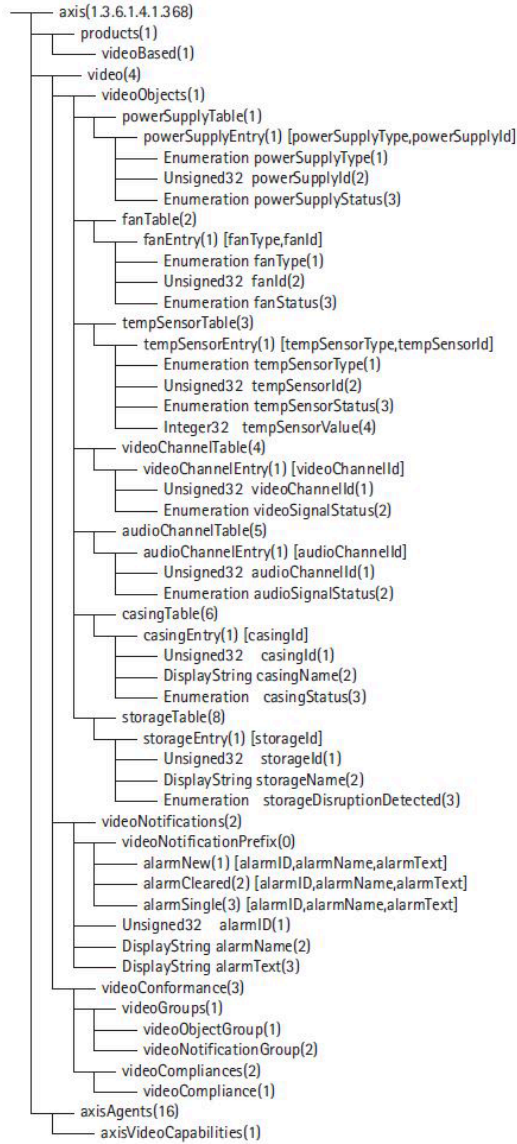 axis(1.3.6.1.4.1.368)
products(1)
videoBased(1)
video(4)
videoObjects(1)
powerSupplyTable(1)
powerSupplyEntry(1) [powerSupplyType,powerSupplyId]
Enumeration powerSupplyType(1)
Unsigned32 powerSupplyId(2)
Enumeration powerSupplyStatus(3)
fanTable(2)
fanEntry(1) [fanType,fanId]
Enumeration fanType(1)
Unsigned32 fanId(2)
Enumeration fanStatus(3)
tempSensorTable(3)
tempSensorEntry(1) [tempSensorType,tempSensorId]
Enumeration tempSensorType(1)
Unsigned32 tempSensorId(2)
Enumeration tempSensorStatus(3)
Integer32 tempSensorValue(4)
videoChannelTable(4)
videoChannelEntry(1) [videoChannelId]
Unsigned32 videoChannelId(1)
Enumeration videoSignalStatus(2)
audioChannelTable(5)
audioChannelEntry(1) [audioChannelId]
Unsigned32 audioChannelId(1)
Enumeration audioSignalStatus(2)
casingTable(6)
casingEntry(1) [casingId]
Unsigned32 casingId(1)
DisplayString casingName(2)
Enumeration casingStatus(3)
storageTable(8)
storageEntry(1) [storageId]
Unsigned32 storageId(1)
DisplayString storageName(2)
Enumeration storageDisruptionDetected(3)
videoNotifications(2)
videoNotificationPrefix(0)
alarmNew(1) [alarmID,alarmName,alarmText]
alarmCleared(2) [alarmID,alarmName,alarmText]
alarmSingle(3) [alarmID,alarmName,alarmText]
Unsigned32 alarmID(1)
DisplayString alarmName(2)
DisplayString alarmText(3)
videoConformance(3)
videoGroups(1)
videoObjectGroup(1)
videoNotificationGroup(2)
videoCompliances(2)
videoCompliance(1)
axisAgents(16)
axisVideoCapabilities(1)